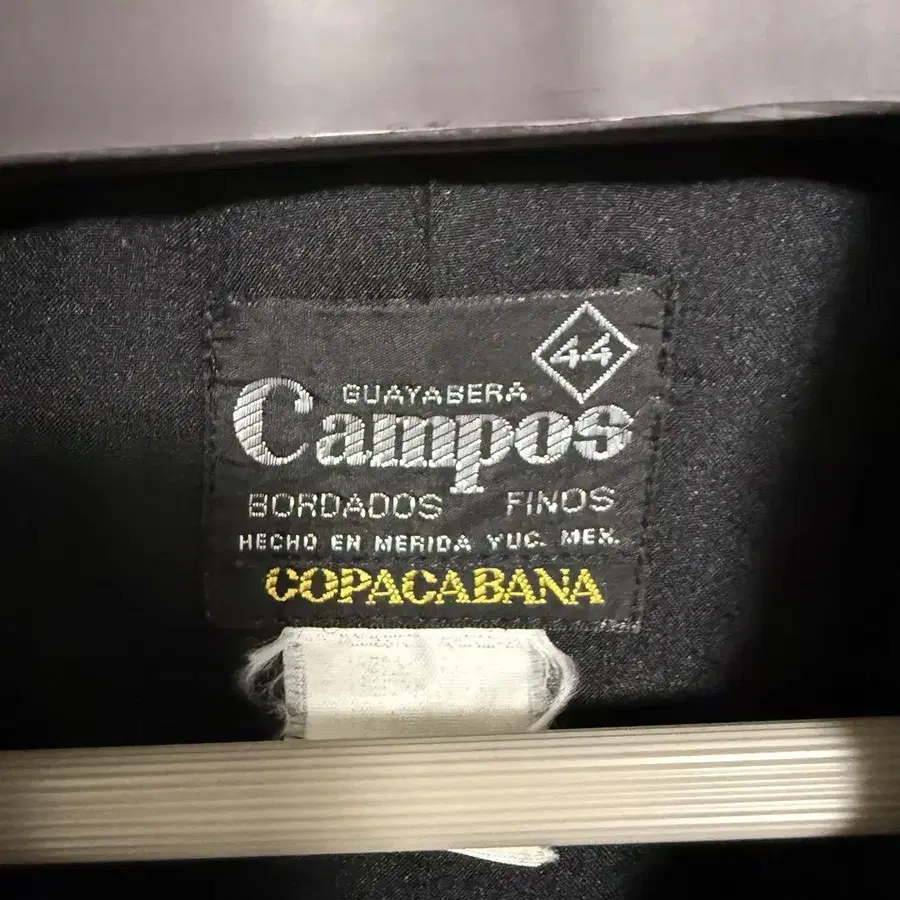 44
GUAYABERA
Campos
BORDADOS FINOS
HECHO EN MERIDA YUC. MEX.
COPACABANA